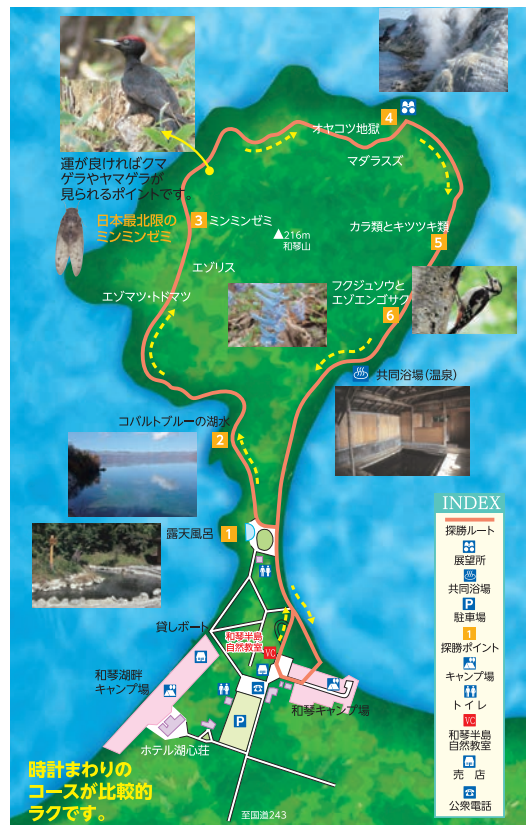 4
オヤコツ地獄
マダラスズ
運が良ければクマ
ゲラやヤマゲラが
見られるポイントです。
日本最北限の
ミンミンゼミ
3 ミンミンゼミ
216m
和琴山
カラ類とキツツキ類
5
エゾリス
エゾマツ・トドマツ
フクジュソウと
エゾエンゴサク
6
共同浴場(温泉)
コバルトブルーの湖水
2
露天風呂 1
貸しボート
和琴半島
自然教室
VC
和琴湖畔
キャンプ場
和琴キャンプ場
P
ホテル湖心荘
時計まわりの
コースが比較的
ラクです。
至国道243
INDEX
探勝ルート
展望所
共同浴場
P
駐車場
1
探勝ポイント
キャンプ場
トイレ
VC
和琴半島
自然教室
売 店
公衆電話